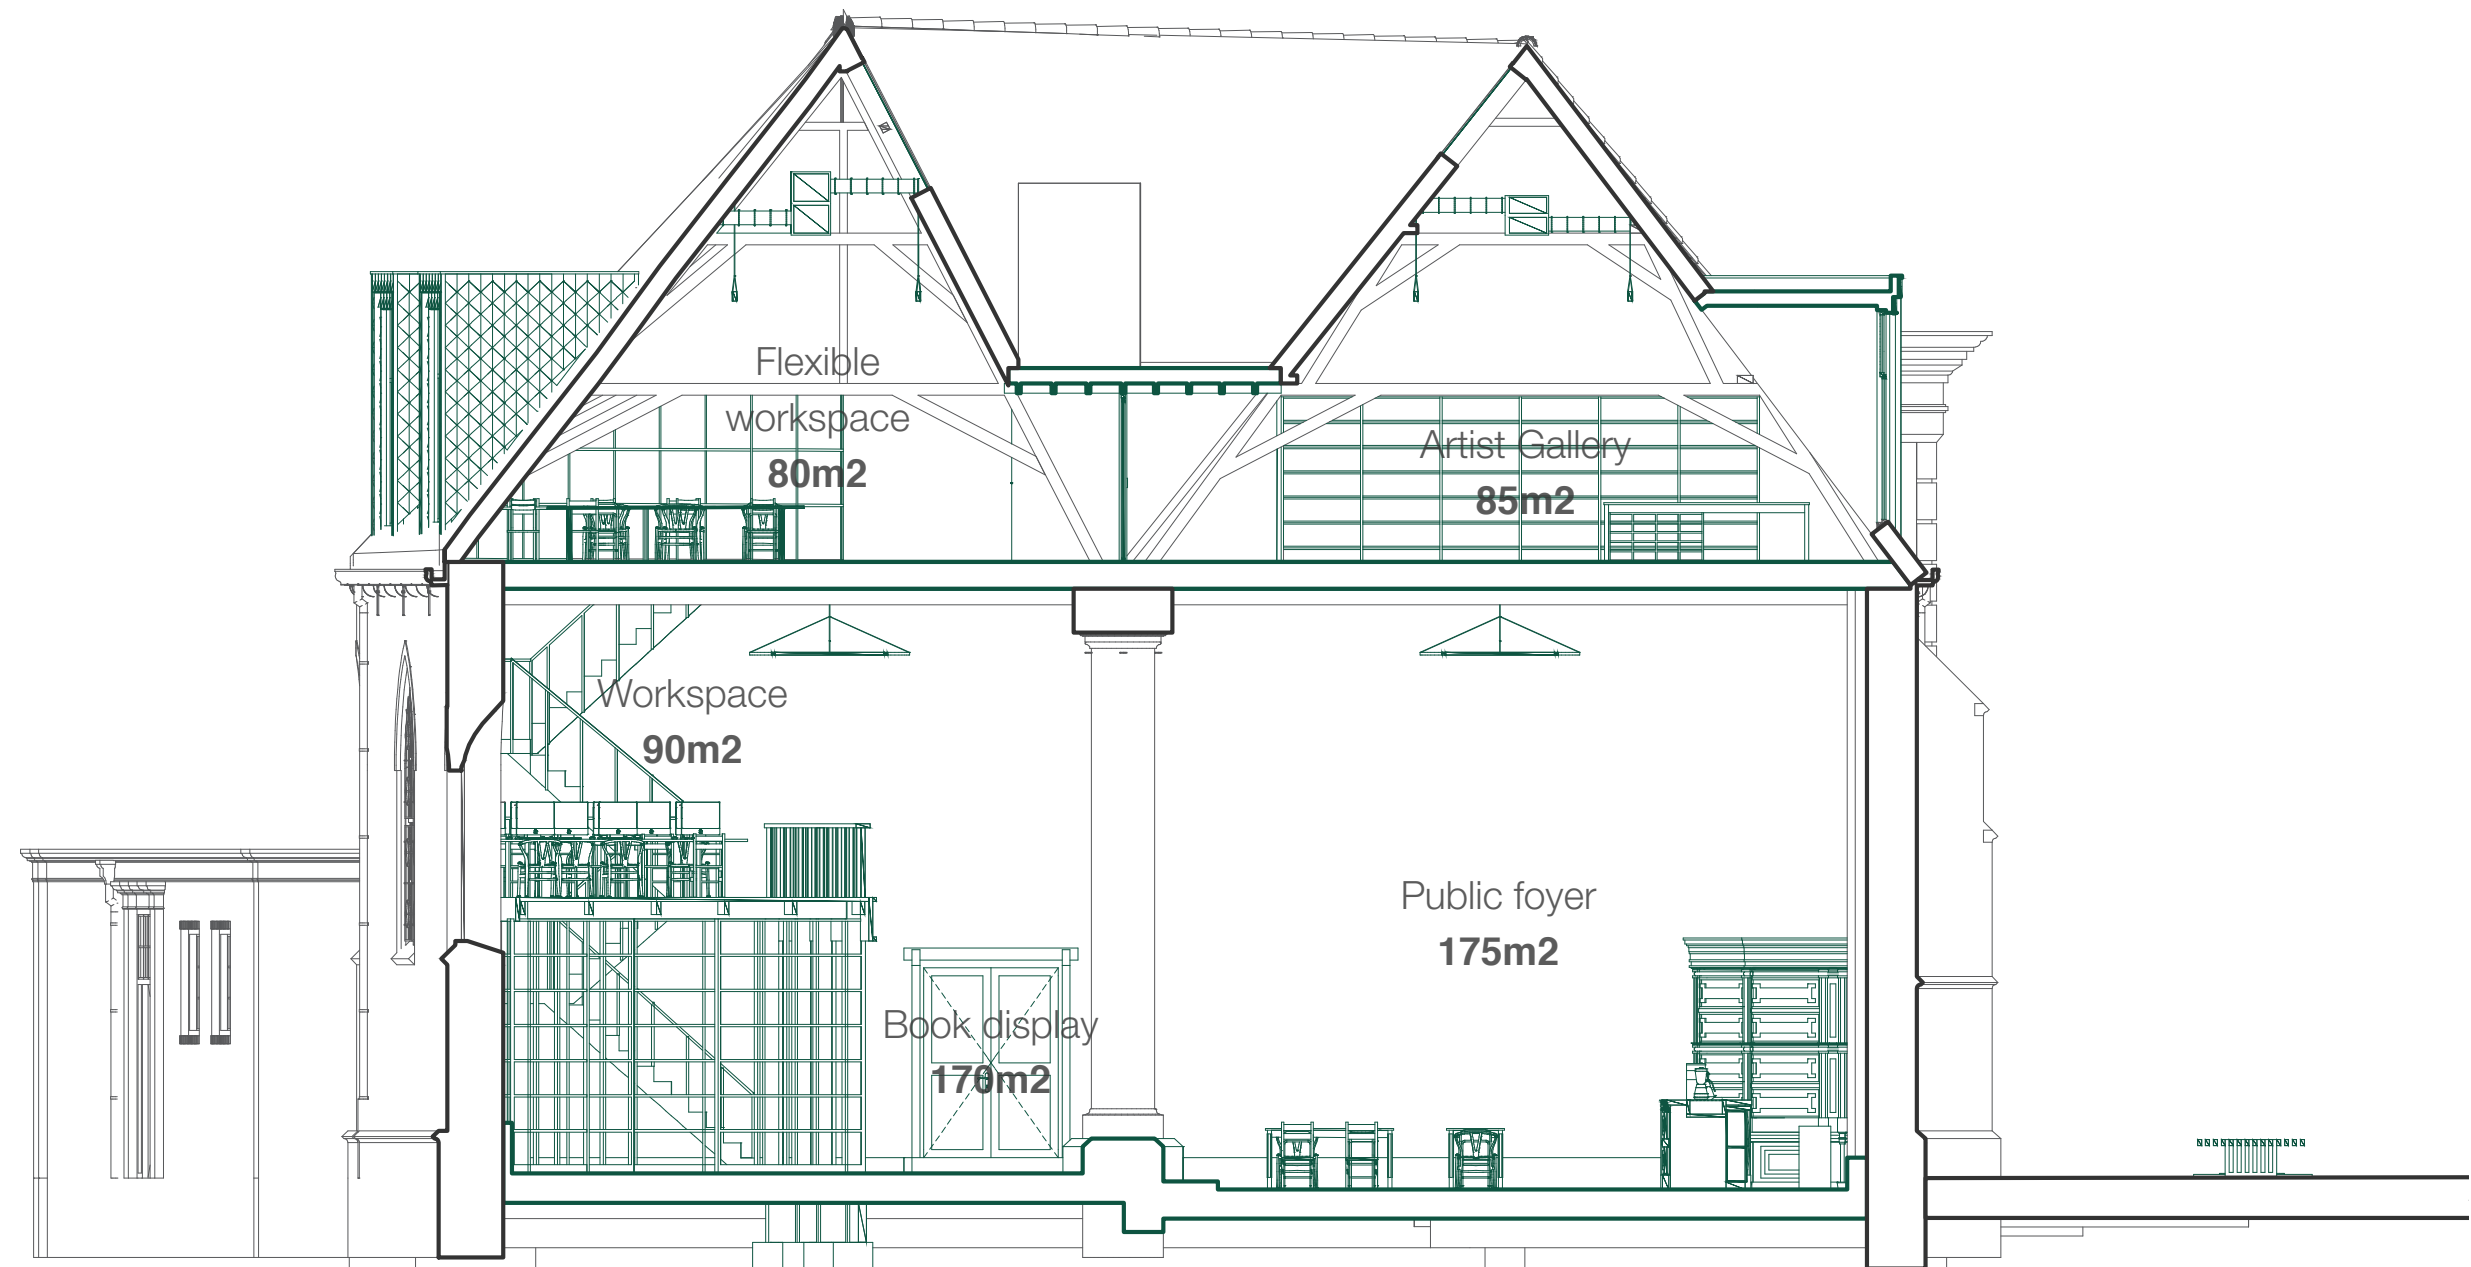 Flexible
workspace
80m2
Artist Gallery
85m2
Workspace
90m2
Public foyer
175m2
Book display
170m2